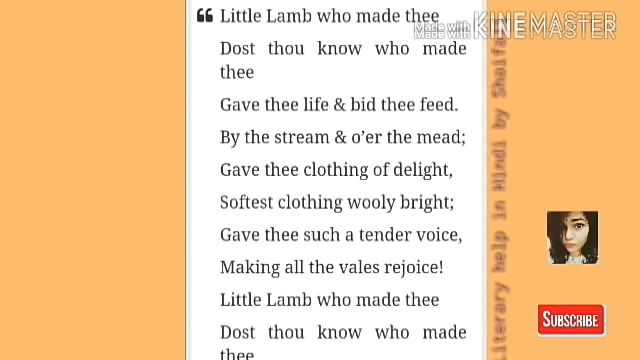 ❝ Little Lamb who made thee
Dost thou know who made
thee
Gave thee life & bid thee feed.
By the stream & o’er the mead;
Gave thee clothing of delight,
Softest clothing wooly bright;
Gave thee such a tender voice,
Making all the vales rejoice!
Little Lamb who made thee
Dost thou know who made
thee
Made with KINEMASTER
Literary help in Hindi by
SUBSCRIBE